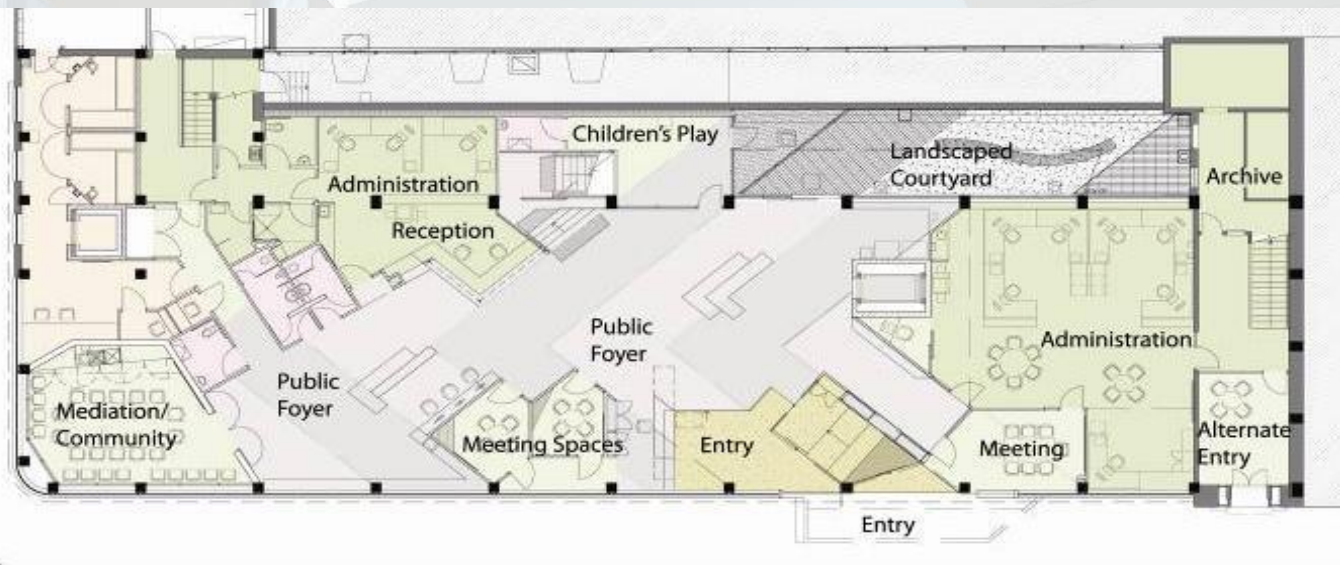 Children's Play
Landscaped
Courtyard
Administration
Archive
Reception
Public
Foyer
Administration
Public
Foyer
Mediation/
Community
Meeting Spaces
Entry
Meeting
Alternate
Entry
Entry